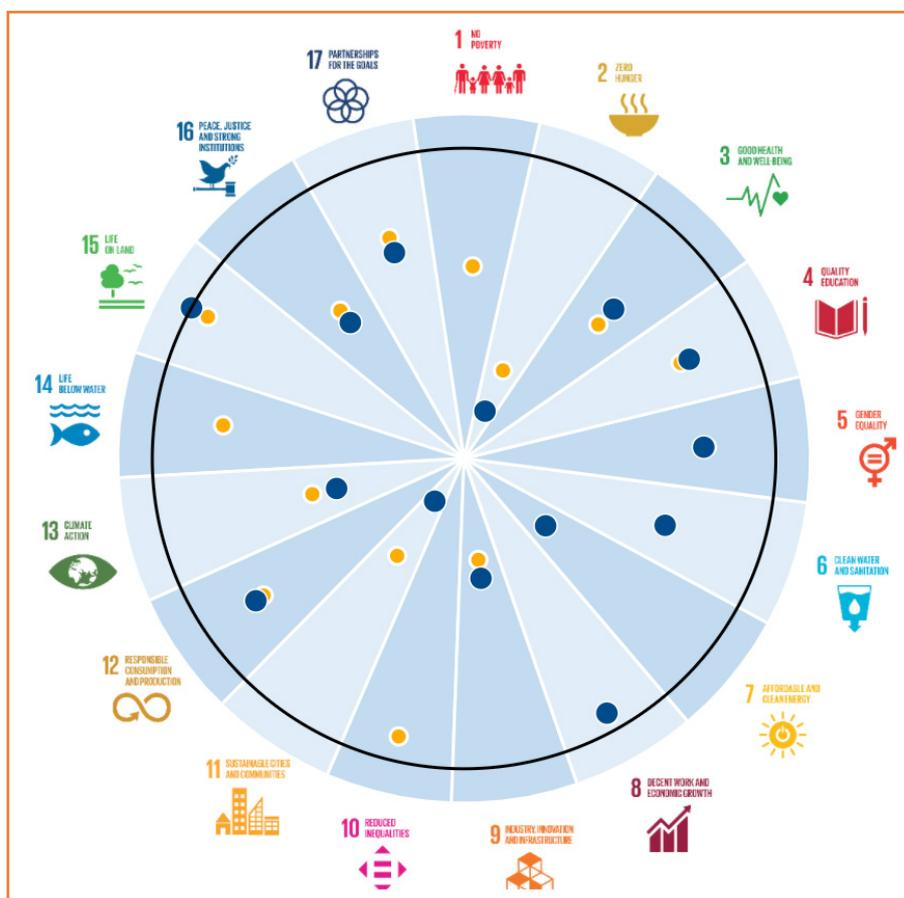 1 NO
POVERTY
2 ZERO
HUNGER
3 GOOD HEALTH
AND WELL-BEING
4 QUALITY
EDUCATION
5 GENDER
EQUALITY
6 CLEAN WATER
AND SANITATION
7 AFFORDABLE AND
CLEAN ENERGY
8 DECENT WORK AND
ECONOMIC GROWTH
9 INDUSTRY, INNOVATION
AND INFRASTRUCTURE
10 REDUCED
INEQUALITIES
11 SUSTAINABLE CITIES
AND COMMUNITIES
12 RESPONSIBLE
CONSUMPTION
AND PRODUCTION
13 CLIMATE
ACTION
14 LIFE
BELOW WATER
15 LIFE
ON LAND
16 PEACE, JUSTICE
AND STRONG
INSTITUTIONS
17 PARTNERSHIPS
FOR THE GOALS